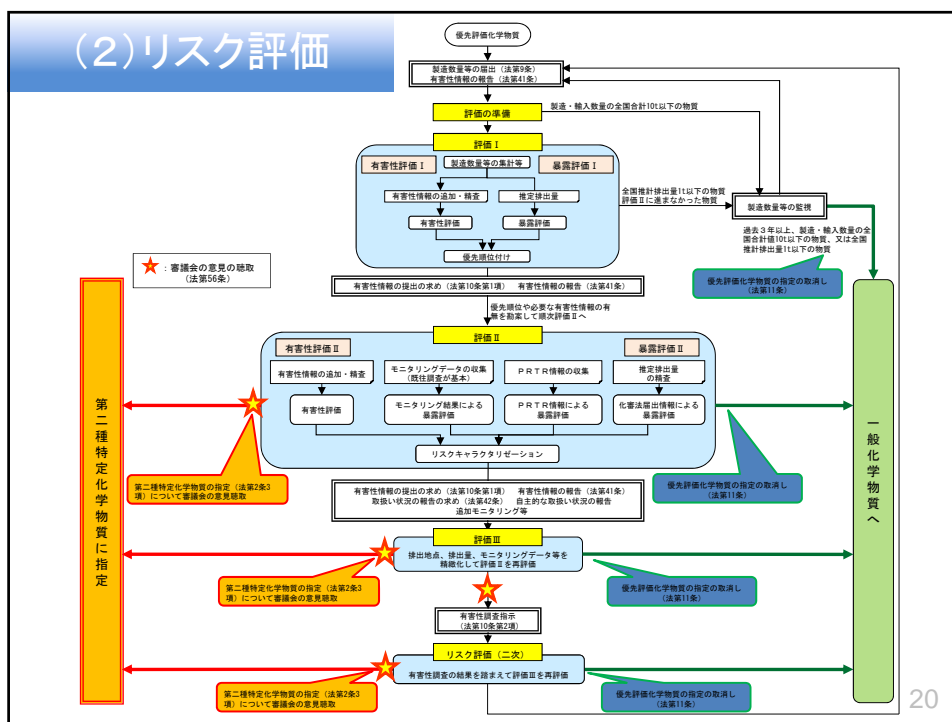 （２）リスク評価
優先評価化学物質
製造数量等の届出（法第9条）
有害性情報の報告（法第41条）
評価の準備
製造・輸入数量の全国合計10t以下の物質
評価Ⅰ
有害性評価Ⅰ
製造数量等の集計等
暴露評価Ⅰ
有害性情報の追加・精査
推定排出量
有害性評価
暴露評価
優先順位付け
全国推計排出量1t以下の物質
評価Ⅱに進まなかった物質
製造数量等の監視
過去３年以上、製造・輸入数量の全
国合計値10t以下の物質、又は全国
推計排出量1t以下の物質
優先評価化学物質の指定の取消し
（法第11条）
：審議会の意見の聴取
（法第56条）
有害性情報の提出の求め（法第10条第1項）　有害性情報の報告（法第41条）
優先順位や必要な有害性情報の有
無を勘案して順次評価Ⅱへ
評価Ⅱ
有害性評価Ⅱ
暴露評価Ⅱ
有害性情報の追加・精査
モニタリングデータの収集
（既往調査が基本）
ＰＲＴＲ情報の収集
推定排出量
の精査
有害性評価
モニタリング結果による
暴露評価
ＰＲＴＲ情報による
暴露評価
化審法届出情報による
暴露評価
リスクキャラクタリゼーション
第二種特定化学物質に指定
一般化学物質へ
第二種特定化学物質の指定（法第2条3
項）について審議会の意見聴取
優先評価化学物質の指定の取消し
（法第11条）
有害性情報の提出の求め（法第10条第1項）　有害性情報の報告（法第41条）
取扱い状況の報告の求め（法第42条）　自主的な取扱い状況の報告
追加モニタリング等
評価Ⅲ
排出地点、排出量、モニタリングデータ等を
精緻化して評価Ⅱを再評価
第二種特定化学物質の指定（法第2条3
項）について審議会の意見聴取
優先評価化学物質の指定の取消し
（法第11条）
有害性調査指示
（法第10条第2項）
リスク評価（二次）
有害性調査の結果を踏まえて評価Ⅲを再評価
第二種特定化学物質の指定（法第2条3
項）について審議会の意見聴取
優先評価化学物質の指定の取消し
（法第11条）
20